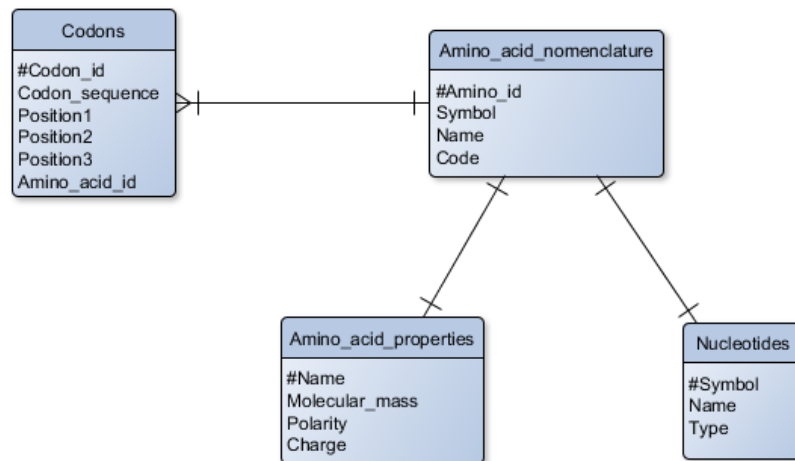 Codons
#Codon_id
Codon_sequence
Position1
Position2
Position3
Amino_acid_id
Amino_acid_nomenclature
#Amino_id
Symbol
Name
Code
Amino_acid_properties
#Name
Molecular_mass
Polarity
Charge
Nucleotides
#Symbol
Name
Type